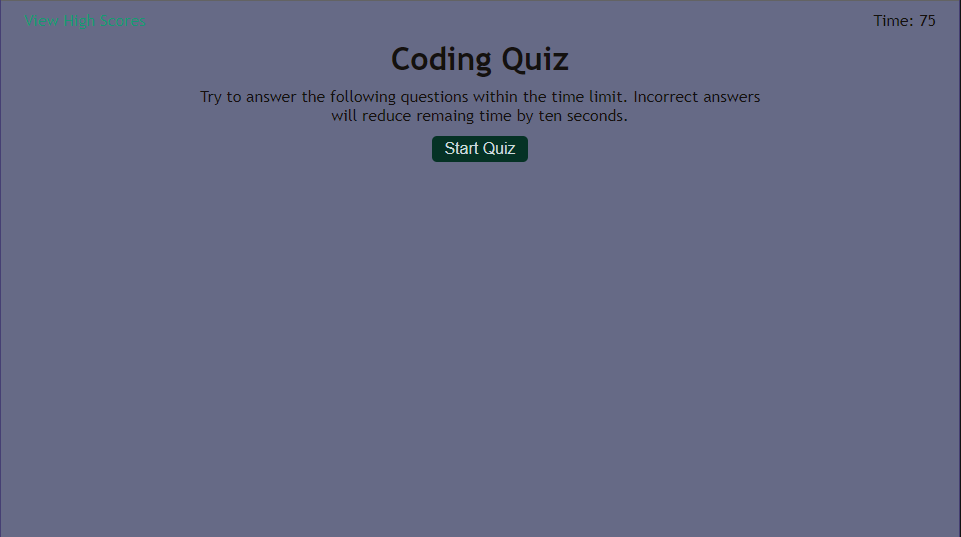 View High Scores
Time: 75
Coding Quiz
Try to answer the following questions within the time limit. Incorrect answers
will reduce remaing time by ten seconds.
Start Quiz